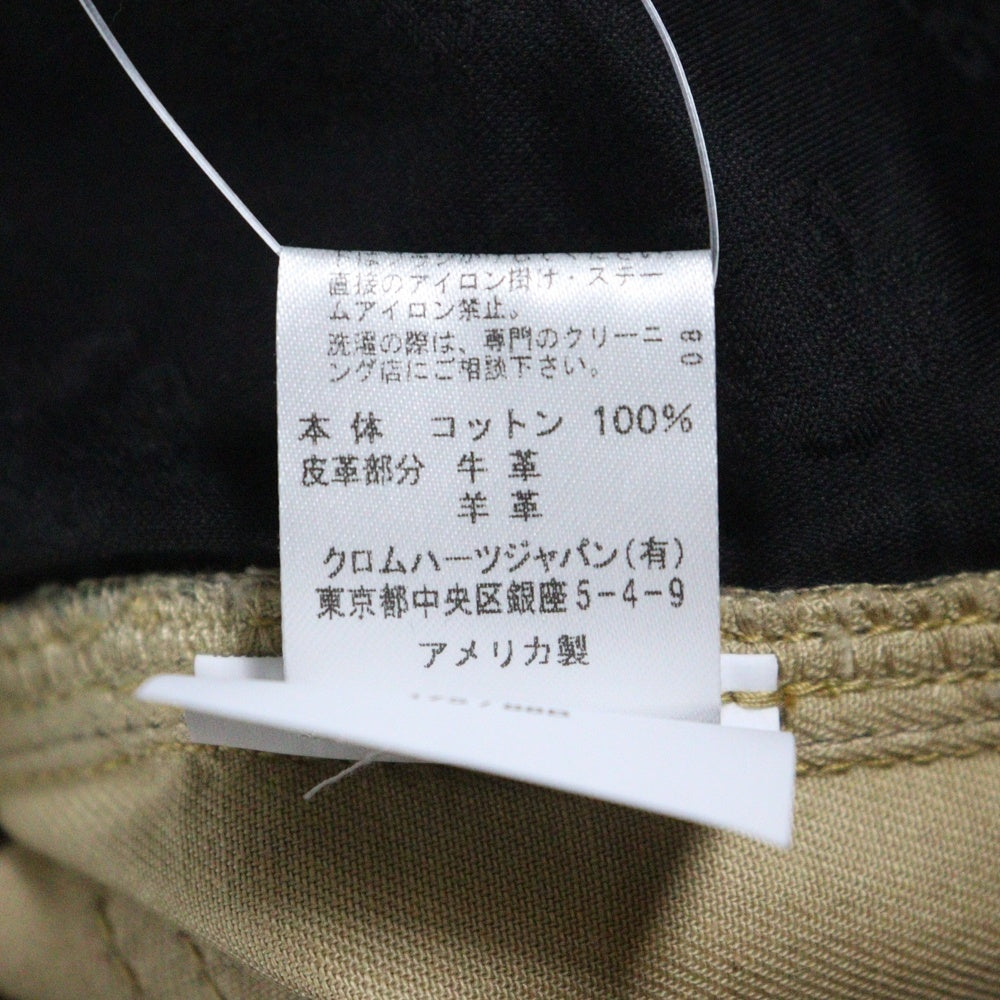 直接のアイロン掛け・スチー
ムアイロン禁止。
洗濯の際は、専門のクリーニ
ング店にご相談下さい。
08
本体 コットン 100%
皮革部分 牛革
羊革
クロムハーツジャパン(有)
東京都中央区銀座5-4-9
アメリカ製